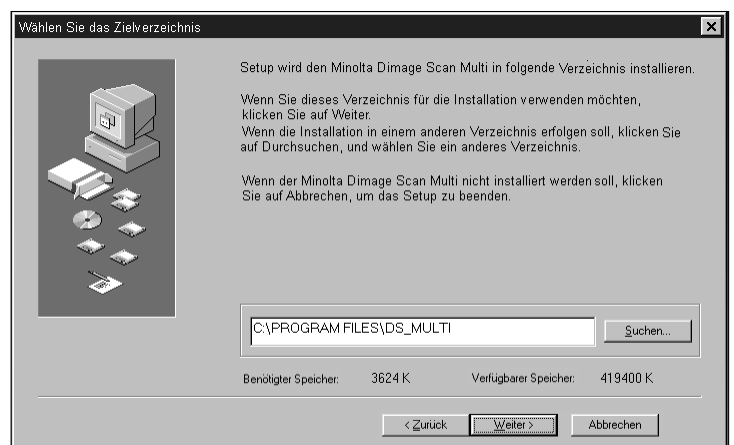 Wählen Sie das Zielverzeichnis
Setup wird den Minolta Dimage Scan Multi in folgende Verzeichnis installieren.
Wenn Sie dieses Verzeichnis für die Installation verwenden möchten,
klicken Sie auf Weiter.
Wenn die Installation in einem anderen Verzeichnis erfolgen soll, klicken Sie
auf Durchsuchen, und wählen Sie ein anderes Verzeichnis.
Wenn der Minolta Dimage Scan Multi nicht installiert werden soll, klicken
Sie auf Abbrechen, um das Setup zu beenden.
C:\PROGRAM FILES\DS_MULTI
Suchen...
Benötigter Speicher: 3624 K Verfügbarer Speicher: 419400 K
< Zurück Weiter > Abbrechen